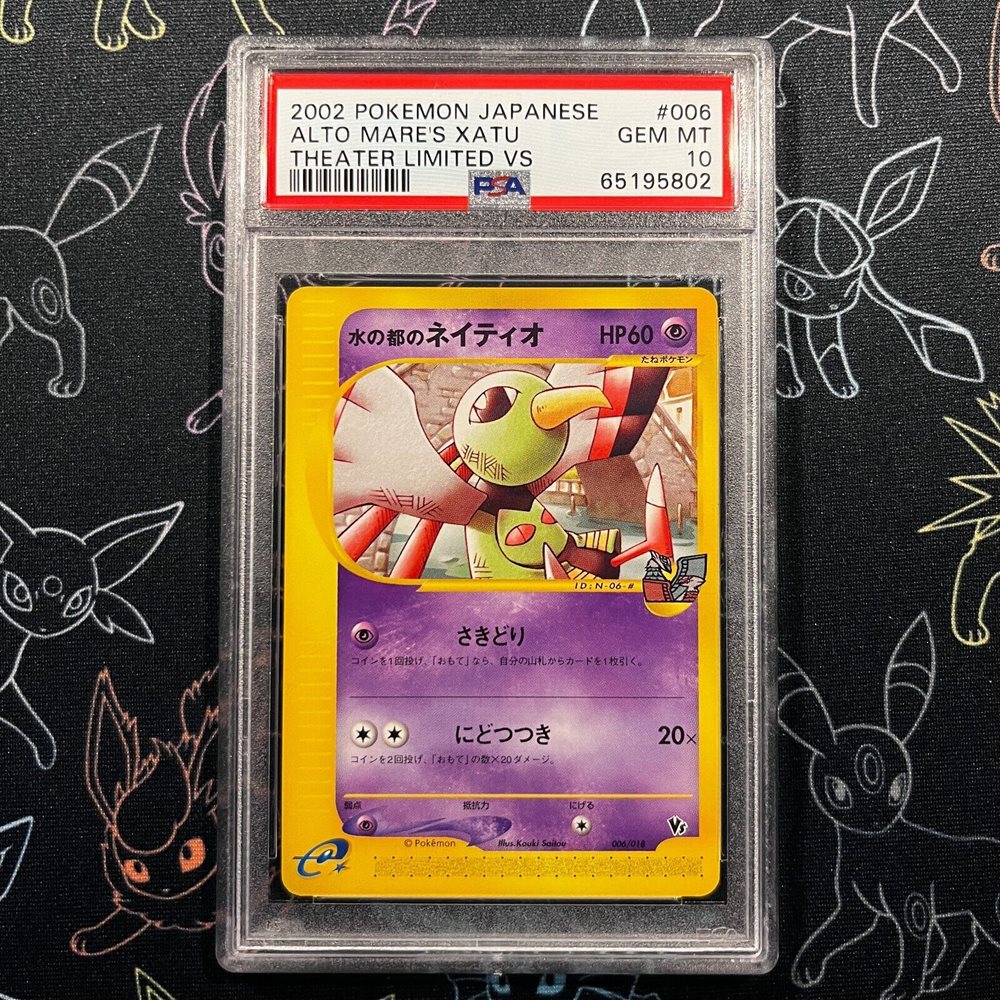 2002 POKEMON JAPANESE #006
ALTO MARE'S XATU GEM MT
THEATER LIMITED VS 10
PSA 65195802
水の都のネイティオ HP60
たねポケモン
ID:N-06-#
さきどり
コインを1回投げ、「おもて」なら、自分の山札からカードを1枚引く。
にどつつき 20×
コインを2回投げ、「おもて」の数×20ダメージ。
弱点 抵抗力 にげる
VS
© Pokémon Illus.Kouki Saitou 006/018
e